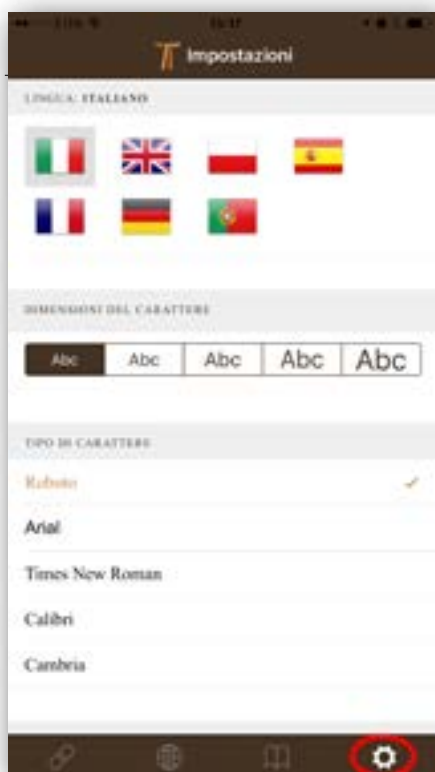 Impostazioni
LINGUA: ITALIANO
DIMENSIONI DEL CARATTERE
Abc Abc Abc Abc Abc
TIPO DI CARATTERE
Roboto
Arial
Times New Roman
Calibri
Cambria